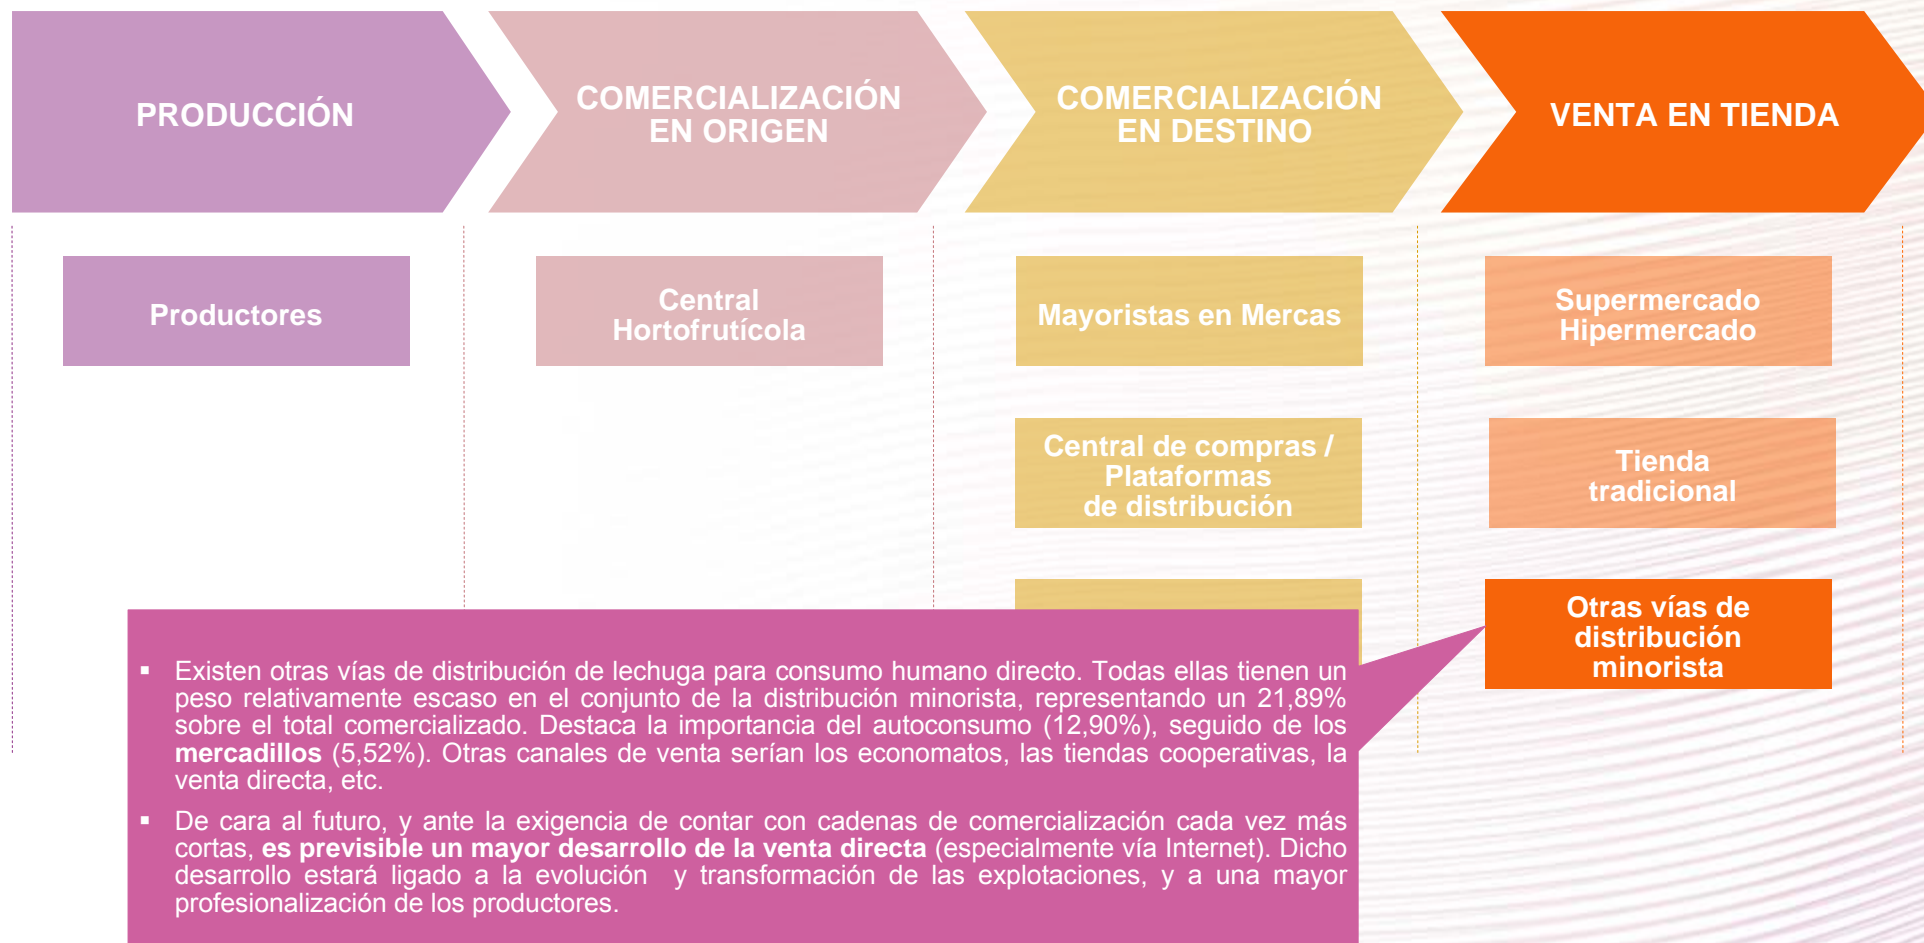 PRODUCCIÓN
COMERCIALIZACIÓN
EN ORIGEN
COMERCIALIZACIÓN
EN DESTINO
VENTA EN TIENDA
Productores
Central
Hortofrutícola
Mayoristas en Mercas
Supermercado
Hipermercado
Central de compras /
Plataformas
de distribución
Tienda
tradicional
Otras vías de
distribución
minorista
▪ Existen otras vías de distribución de lechuga para consumo humano directo. Todas ellas tienen un
peso relativamente escaso en el conjunto de la distribución minorista, representando un 21,89%
sobre el total comercializado. Destaca la importancia del autoconsumo (12,90%), seguido de los
mercadillos (5,52%). Otras canales de venta serían los economatos, las tiendas cooperativas, la
venta directa, etc.
▪ De cara al futuro, y ante la exigencia de contar con cadenas de comercialización cada vez más
cortas, es previsible un mayor desarrollo de la venta directa (especialmente vía Internet). Dicho
desarrollo estará ligado a la evolución y transformación de las explotaciones, y a una mayor
profesionalización de los productores.